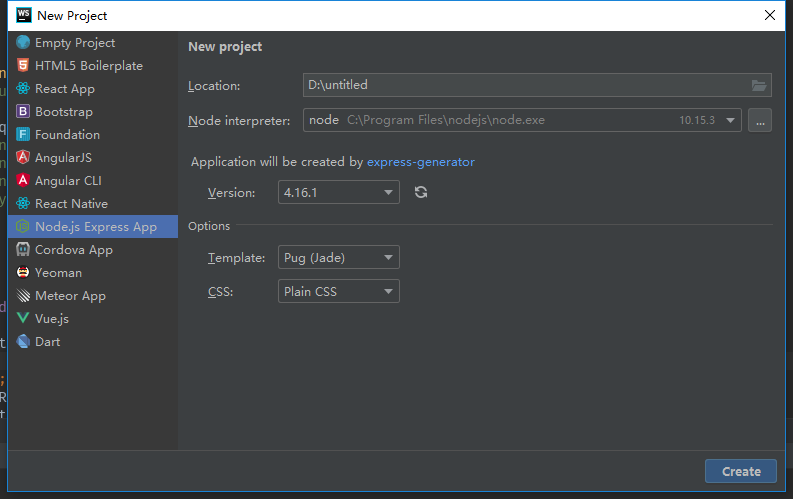 WS New Project
Empty Project
HTML5 Boilerplate
React App
Bootstrap
Foundation
AngularJS
Angular CLI
React Native
Node.js Express App
Cordova App
Yeoman
Meteor App
Vue.js
Dart
New project
Location: D:\untitled
Node interpreter: node C:\Program Files\nodejs\node.exe 10.15.3 ...
Application will be created by express-generator
Version: 4.16.1
Options
Template: Pug (Jade)
CSS: Plain CSS
Create